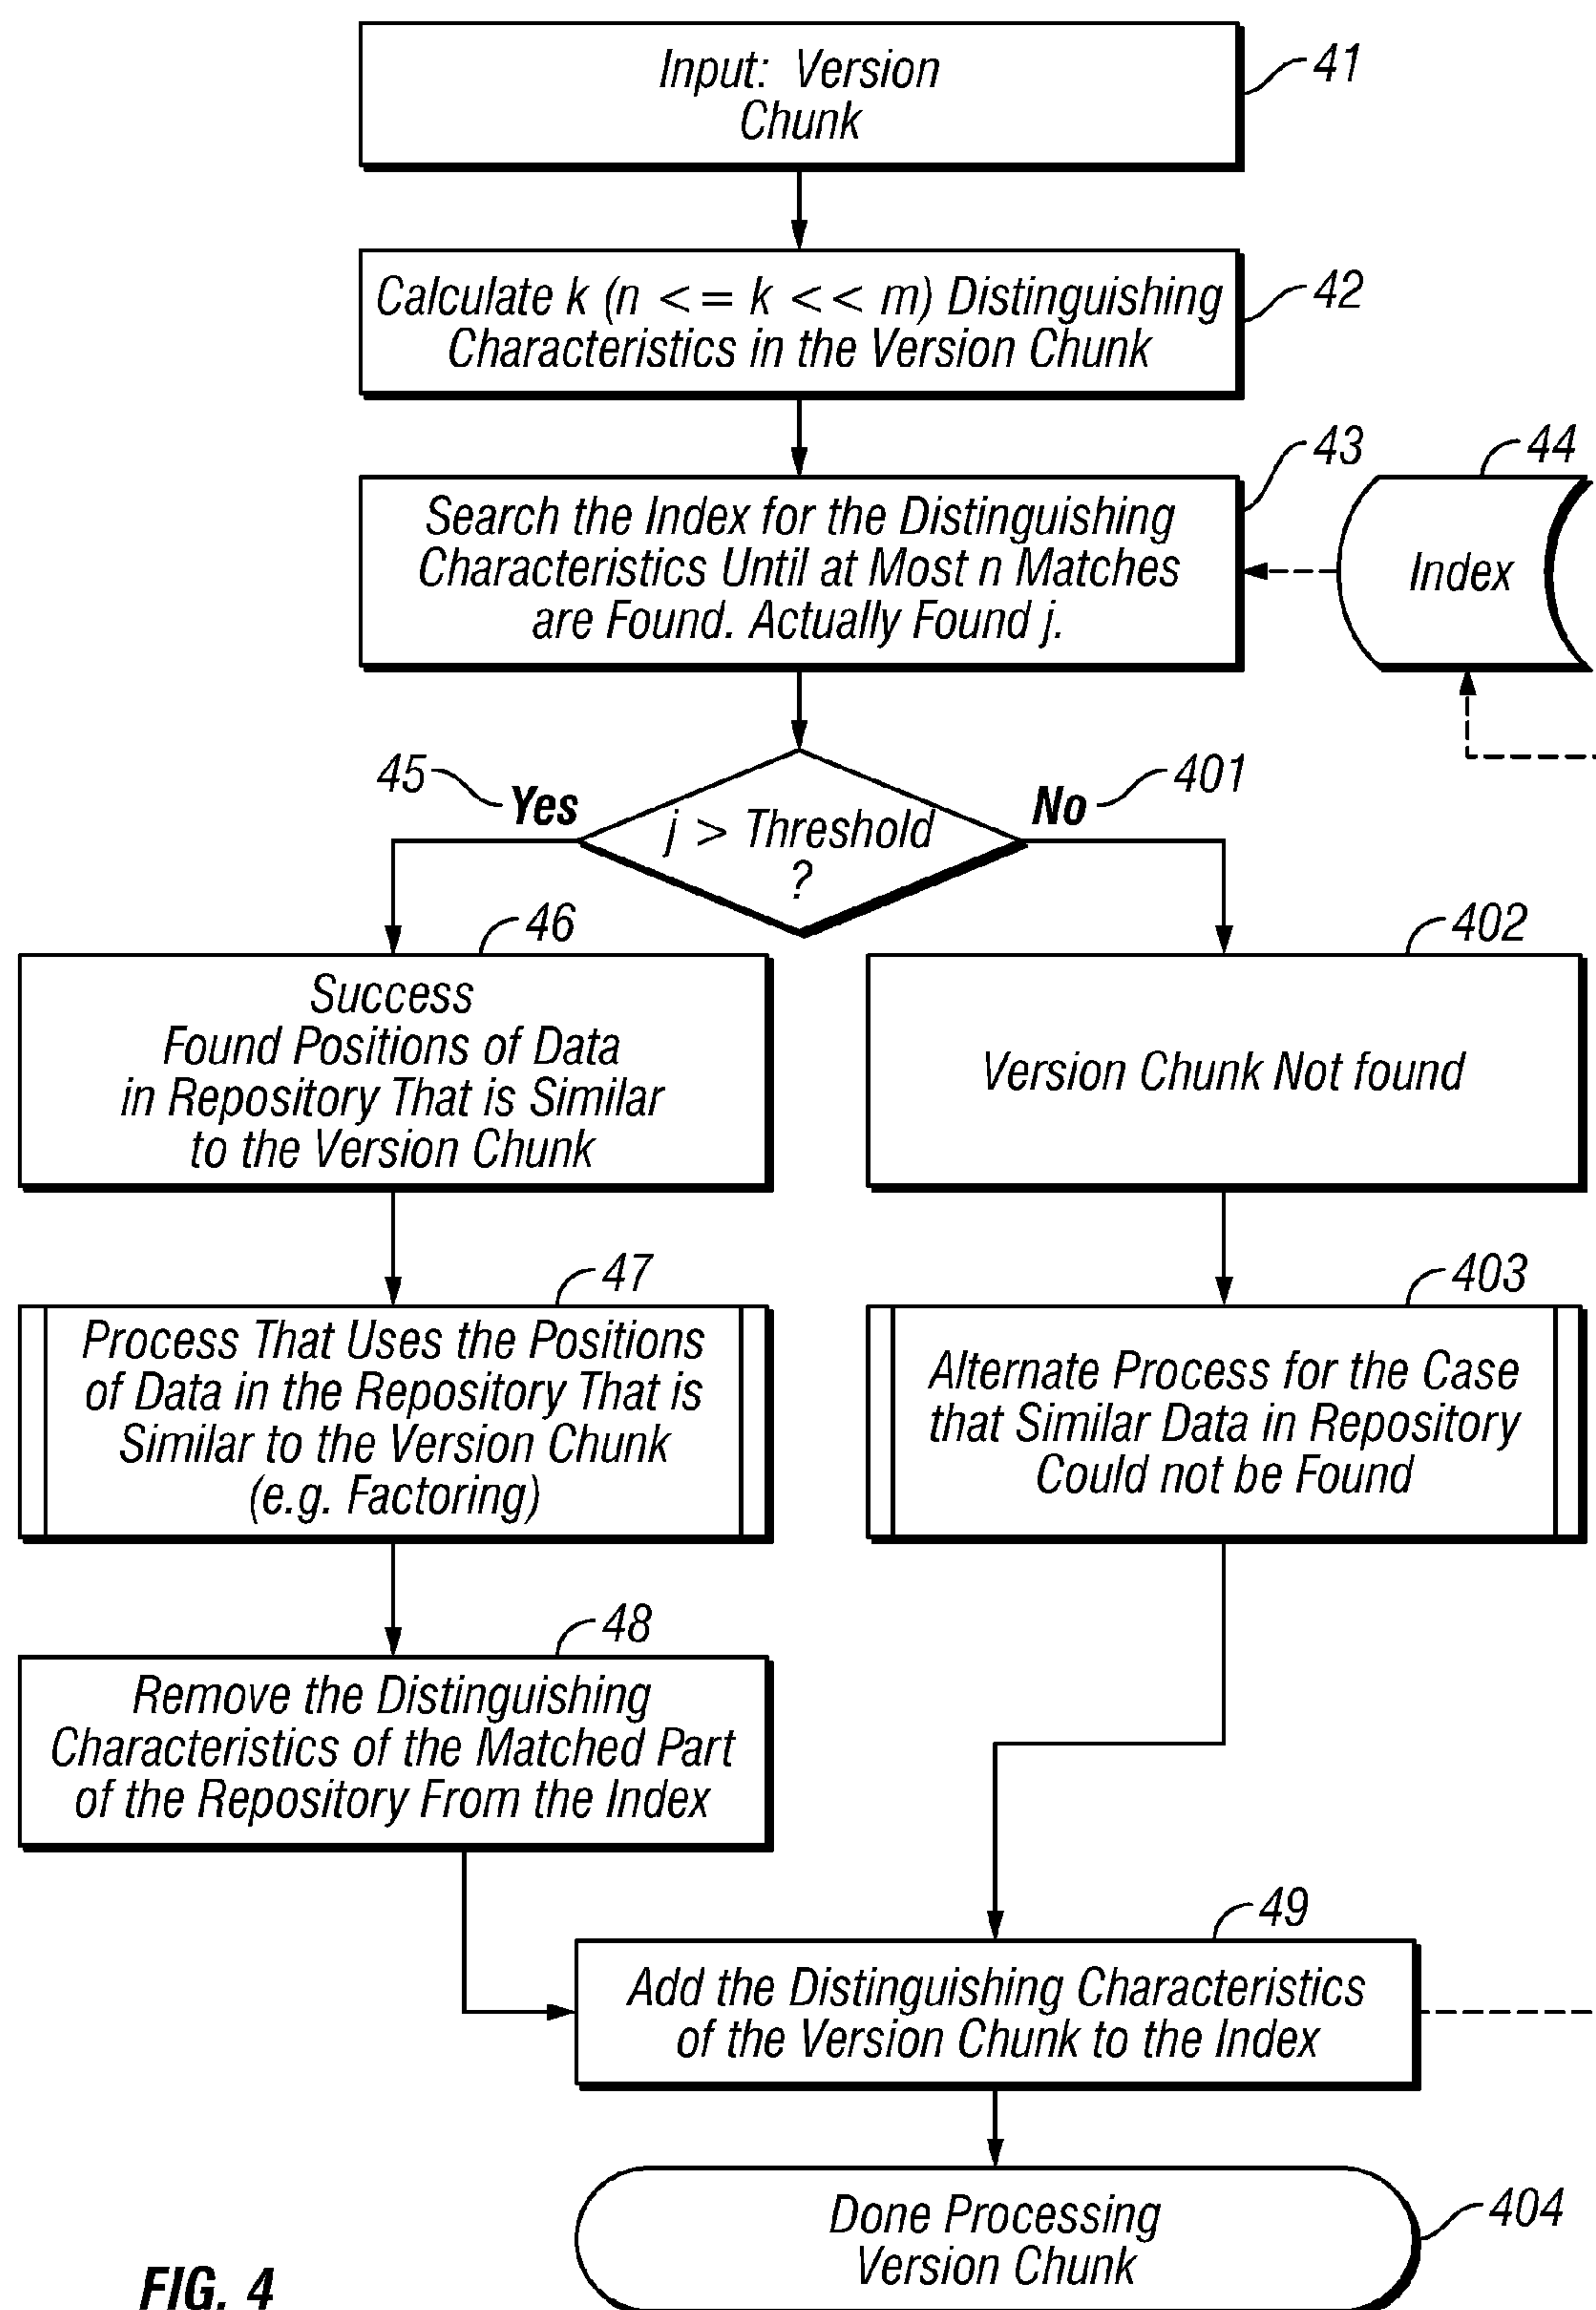 Input: Version
Chunk
41
Calculate k (n <= k << m) Distinguishing
Characteristics in the Version Chunk
42
Search the Index for the Distinguishing
Characteristics Until at Most n Matches
are Found. Actually Found j.
43
Index
44
j > Threshold
?
45
Yes
No
401
Success
Found Positions of Data
in Repository That is Similar
to the Version Chunk
46
Version Chunk Not found
402
Process That Uses the Positions
of Data in the Repository That is
Similar to the Version Chunk
(e.g. Factoring)
47
Alternate Process for the Case
that Similar Data in Repository
Could not be Found
403
Remove the Distinguishing
Characteristics of the Matched Part
of the Repository From the Index
48
Add the Distinguishing Characteristics
of the Version Chunk to the Index
49
Done Processing
Version Chunk
404
FIG. 4